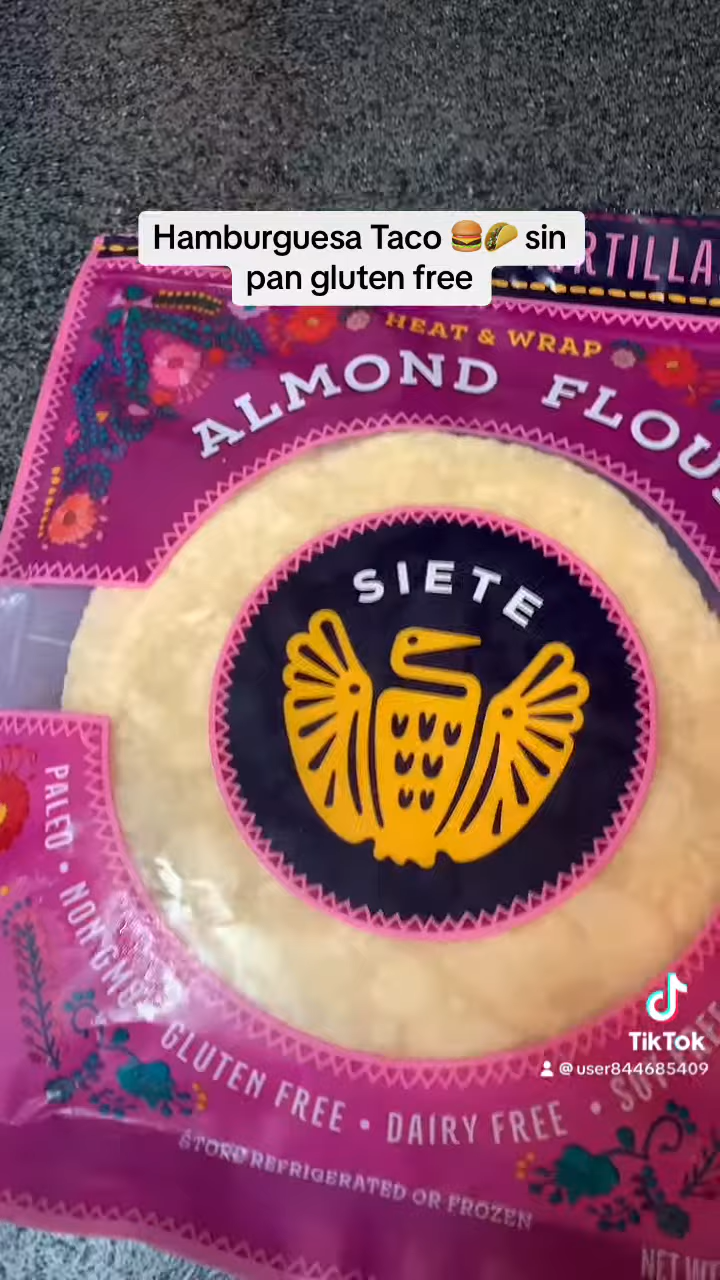 Hamburguesa Taco 🍔🌮 sin
pan gluten free
HEAT & WRAP
ALMOND
SIETE
PALEO • NON GMO • GLUTEN FREE • DAIRY FREE •
STORE REFRIGERATED OR FROZEN
TikTok
@user844685409